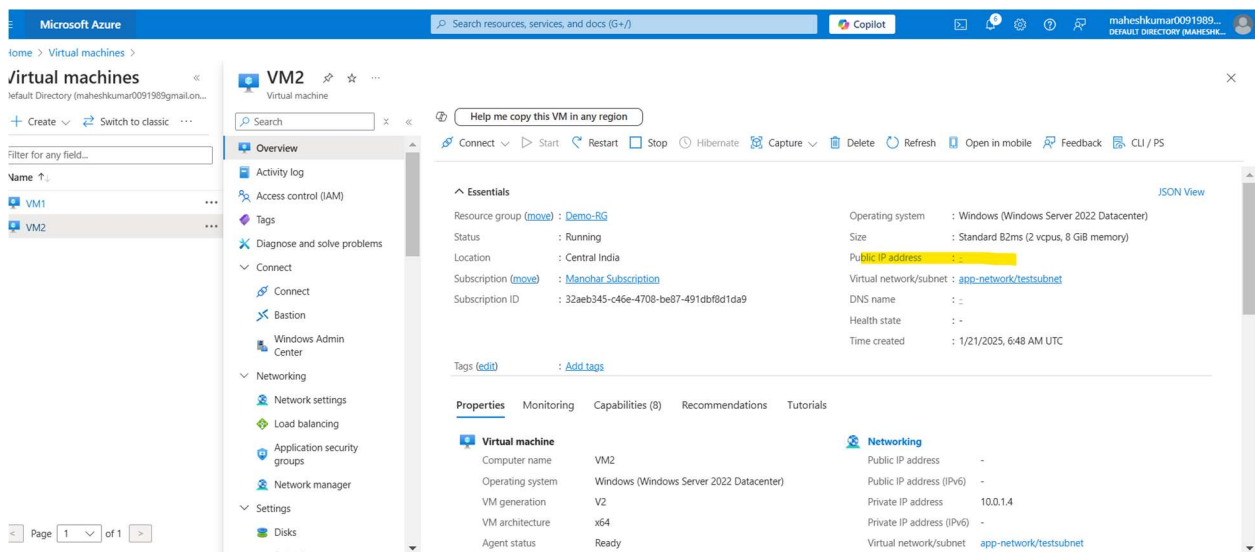 Microsoft Azure
Search resources, services, and docs (G+/)
Copilot
6
maheshkumar0091989...
DEFAULT DIRECTORY (MAHESHK...
Home > Virtual machines >
Virtual machines
Default Directory (maheshkumar0091989gmail.on...
Create
Switch to classic
Filter for any field...
Name ↑
VM1
VM2
Page 1 of 1
VM2
Virtual machine
Search
Overview
Activity log
Access control (IAM)
Tags
Diagnose and solve problems
Connect
Connect
Bastion
Windows Admin
Center
Networking
Network settings
Load balancing
Application security
groups
Network manager
Settings
Disks
Help me copy this VM in any region
Connect Start Restart Stop Hibernate Capture Delete Refresh Open in mobile Feedback CLI / PS
Essentials
JSON View
Resource group (move) : Demo-RG
Status : Running
Location : Central India
Subscription (move) : Manohar Subscription
Subscription ID : 32aeb345-c46e-4708-be87-491dbf8d1da9
Operating system : Windows (Windows Server 2022 Datacenter)
Size : Standard B2ms (2 vcpus, 8 GiB memory)
Public IP address : -
Virtual network/subnet : app-network/testsubnet
DNS name : -
Health state : -
Time created : 1/21/2025, 6:48 AM UTC
Tags (edit) : Add tags
Properties Monitoring Capabilities (8) Recommendations Tutorials
Virtual machine
Computer name VM2
Operating system Windows (Windows Server 2022 Datacenter)
VM generation V2
VM architecture x64
Agent status Ready
Networking
Public IP address -
Public IP address (IPv6) -
Private IP address 10.0.1.4
Private IP address (IPv6) -
Virtual network/subnet app-network/testsubnet